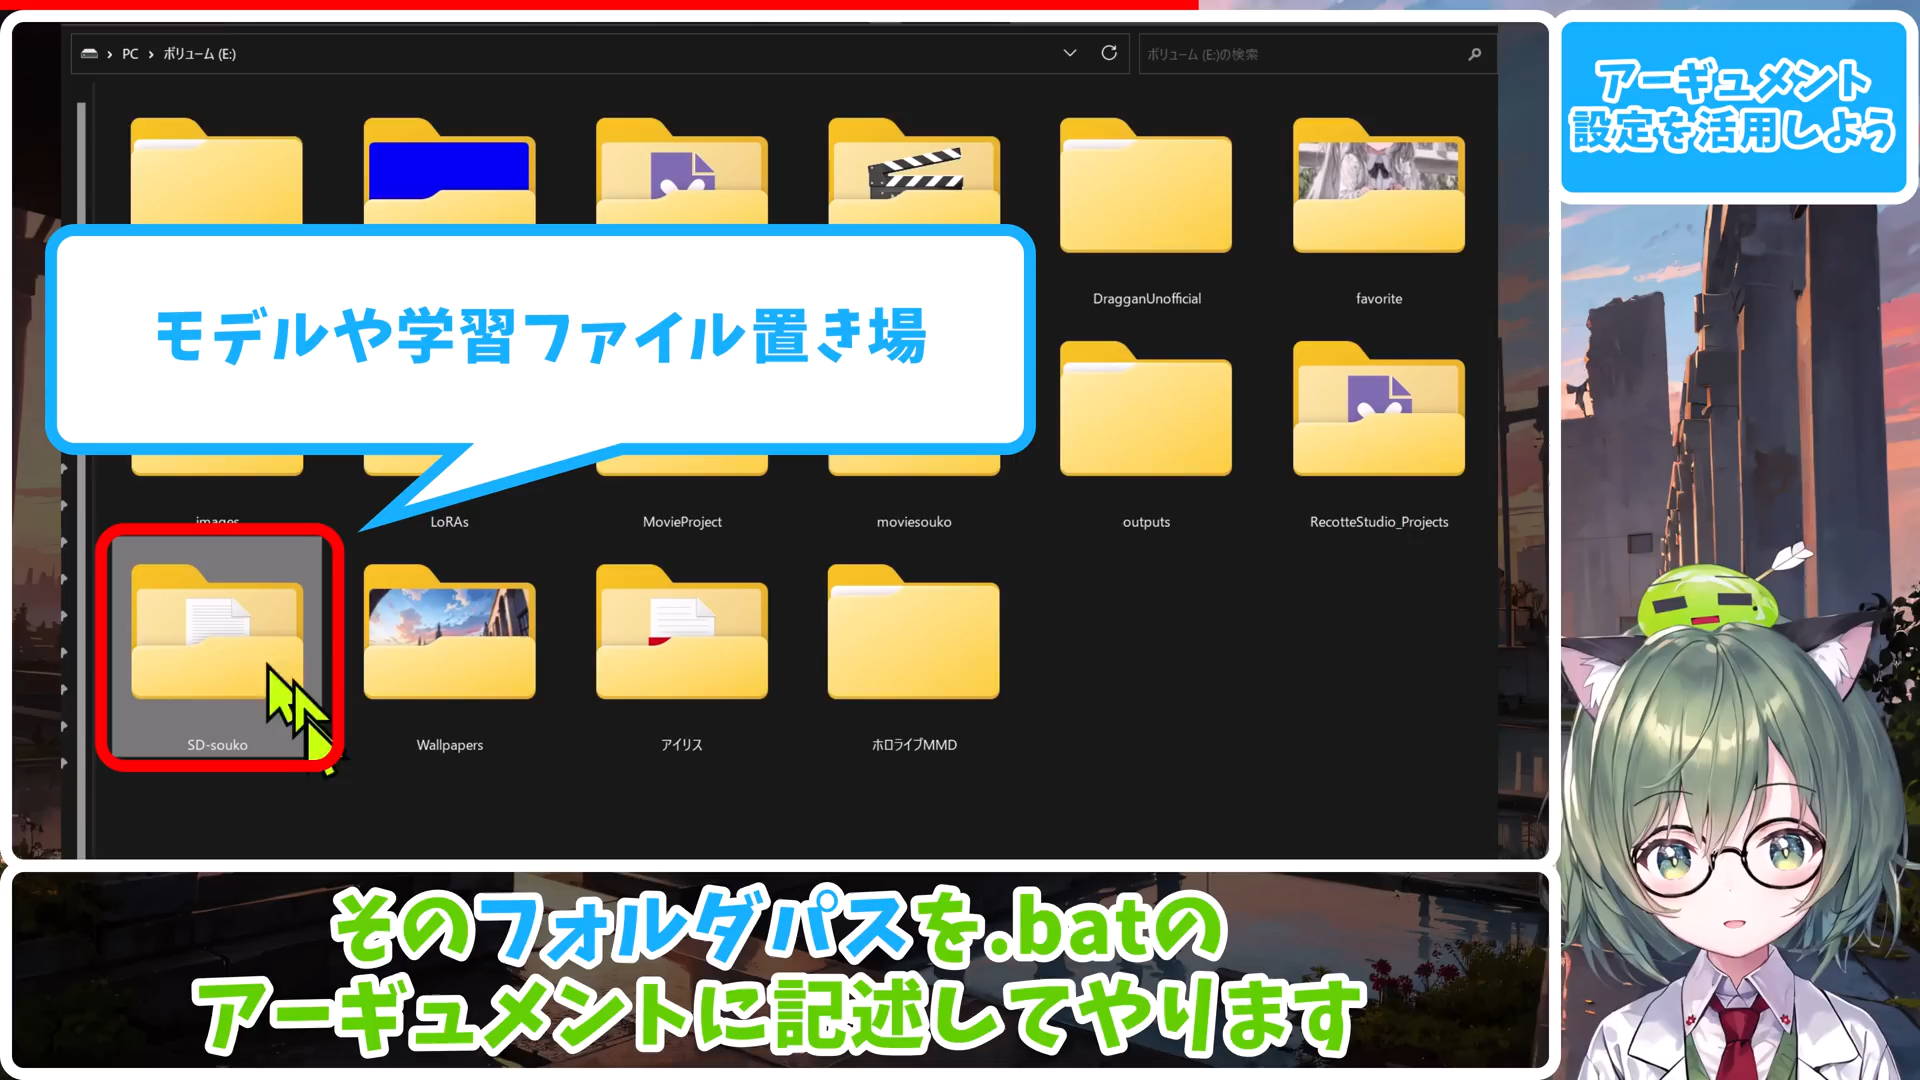 PC › ボリューム (E:)
ボリューム (E:)の検索
アーギュメント
設定を活用しよう
モデルや学習ファイル置き場
DragganUnofficial
favorite
images
LoRAs
MovieProject
moviesouko
outputs
RecotteStudio_Projects
SD-souko
Wallpapers
アイリス
ホロライブMMD
そのフォルダパスを.batの
アーギュメントに記述してやります